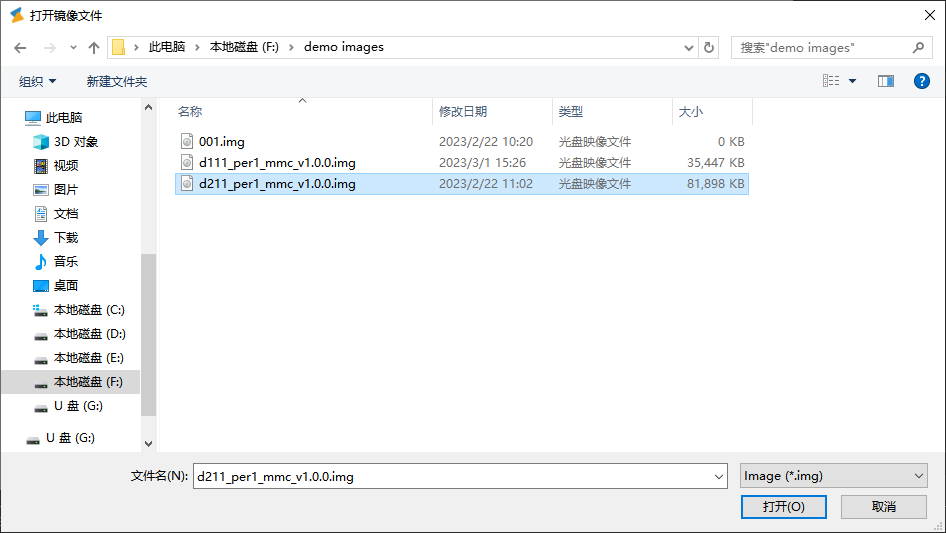 打开镜像文件
此电脑 › 本地磁盘 (F:) › demo images
搜索"demo images"
组织
新建文件夹
名称 修改日期 类型 大小
001.img 2023/2/22 10:20 光盘映像文件 0 KB
d111_per1_mmc_v1.0.0.img 2023/3/1 15:26 光盘映像文件 35,447 KB
d211_per1_mmc_v1.0.0.img 2023/2/22 11:02 光盘映像文件 81,898 KB
此电脑
3D 对象
视频
图片
文档
下载
音乐
桌面
本地磁盘 (C:)
本地磁盘 (D:)
本地磁盘 (E:)
本地磁盘 (F:)
U 盘 (G:)
U 盘 (G:)
文件名(N): d211_per1_mmc_v1.0.0.img Image (*.img)
打开(O) 取消